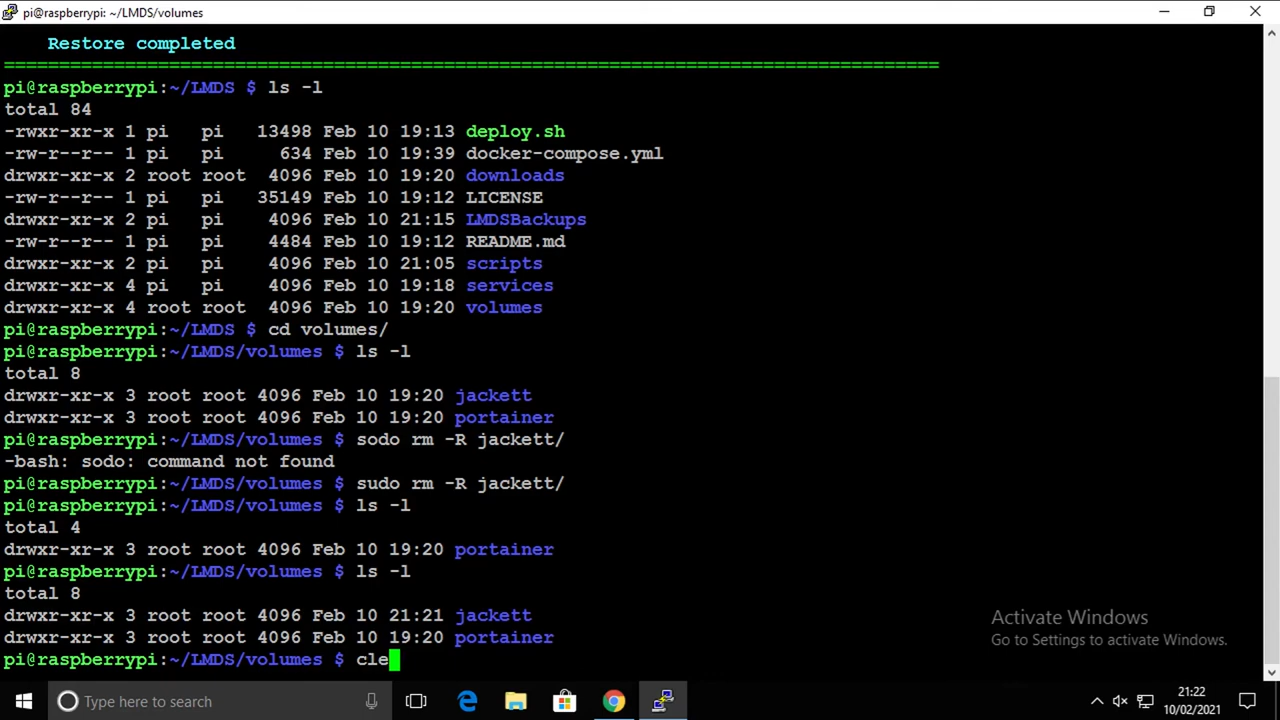 pi@raspberrypi: ~/LMDS/volumes
Restore completed
=====================================================================================
pi@raspberrypi:~/LMDS $ ls -l
total 84
-rwxr-xr-x 1 pi   pi   13498 Feb 10 19:13 deploy.sh
-rw-r--r-- 1 pi   pi     634 Feb 10 19:39 docker-compose.yml
drwxr-xr-x 2 root root  4096 Feb 10 19:20 downloads
-rw-r--r-- 1 pi   pi   35149 Feb 10 19:12 LICENSE
drwxr-xr-x 2 pi   pi    4096 Feb 10 21:15 LMDSBackups
-rw-r--r-- 1 pi   pi    4484 Feb 10 19:12 README.md
drwxr-xr-x 2 pi   pi    4096 Feb 10 21:05 scripts
drwxr-xr-x 4 pi   pi    4096 Feb 10 19:18 services
drwxr-xr-x 4 root root  4096 Feb 10 19:20 volumes
pi@raspberrypi:~/LMDS $ cd volumes/
pi@raspberrypi:~/LMDS/volumes $ ls -l
total 8
drwxr-xr-x 3 root root 4096 Feb 10 19:20 jackett
drwxr-xr-x 3 root root 4096 Feb 10 19:20 portainer
pi@raspberrypi:~/LMDS/volumes $ sodo rm -R jackett/
-bash: sodo: command not found
pi@raspberrypi:~/LMDS/volumes $ sudo rm -R jackett/
pi@raspberrypi:~/LMDS/volumes $ ls -l
total 4
drwxr-xr-x 3 root root 4096 Feb 10 19:20 portainer
pi@raspberrypi:~/LMDS/volumes $ ls -l
total 8
drwxr-xr-x 3 root root 4096 Feb 10 21:21 jackett
drwxr-xr-x 3 root root 4096 Feb 10 19:20 portainer
pi@raspberrypi:~/LMDS/volumes $ cle
Activate Windows
Go to Settings to activate Windows.
Type here to search
21:22
10/02/2021